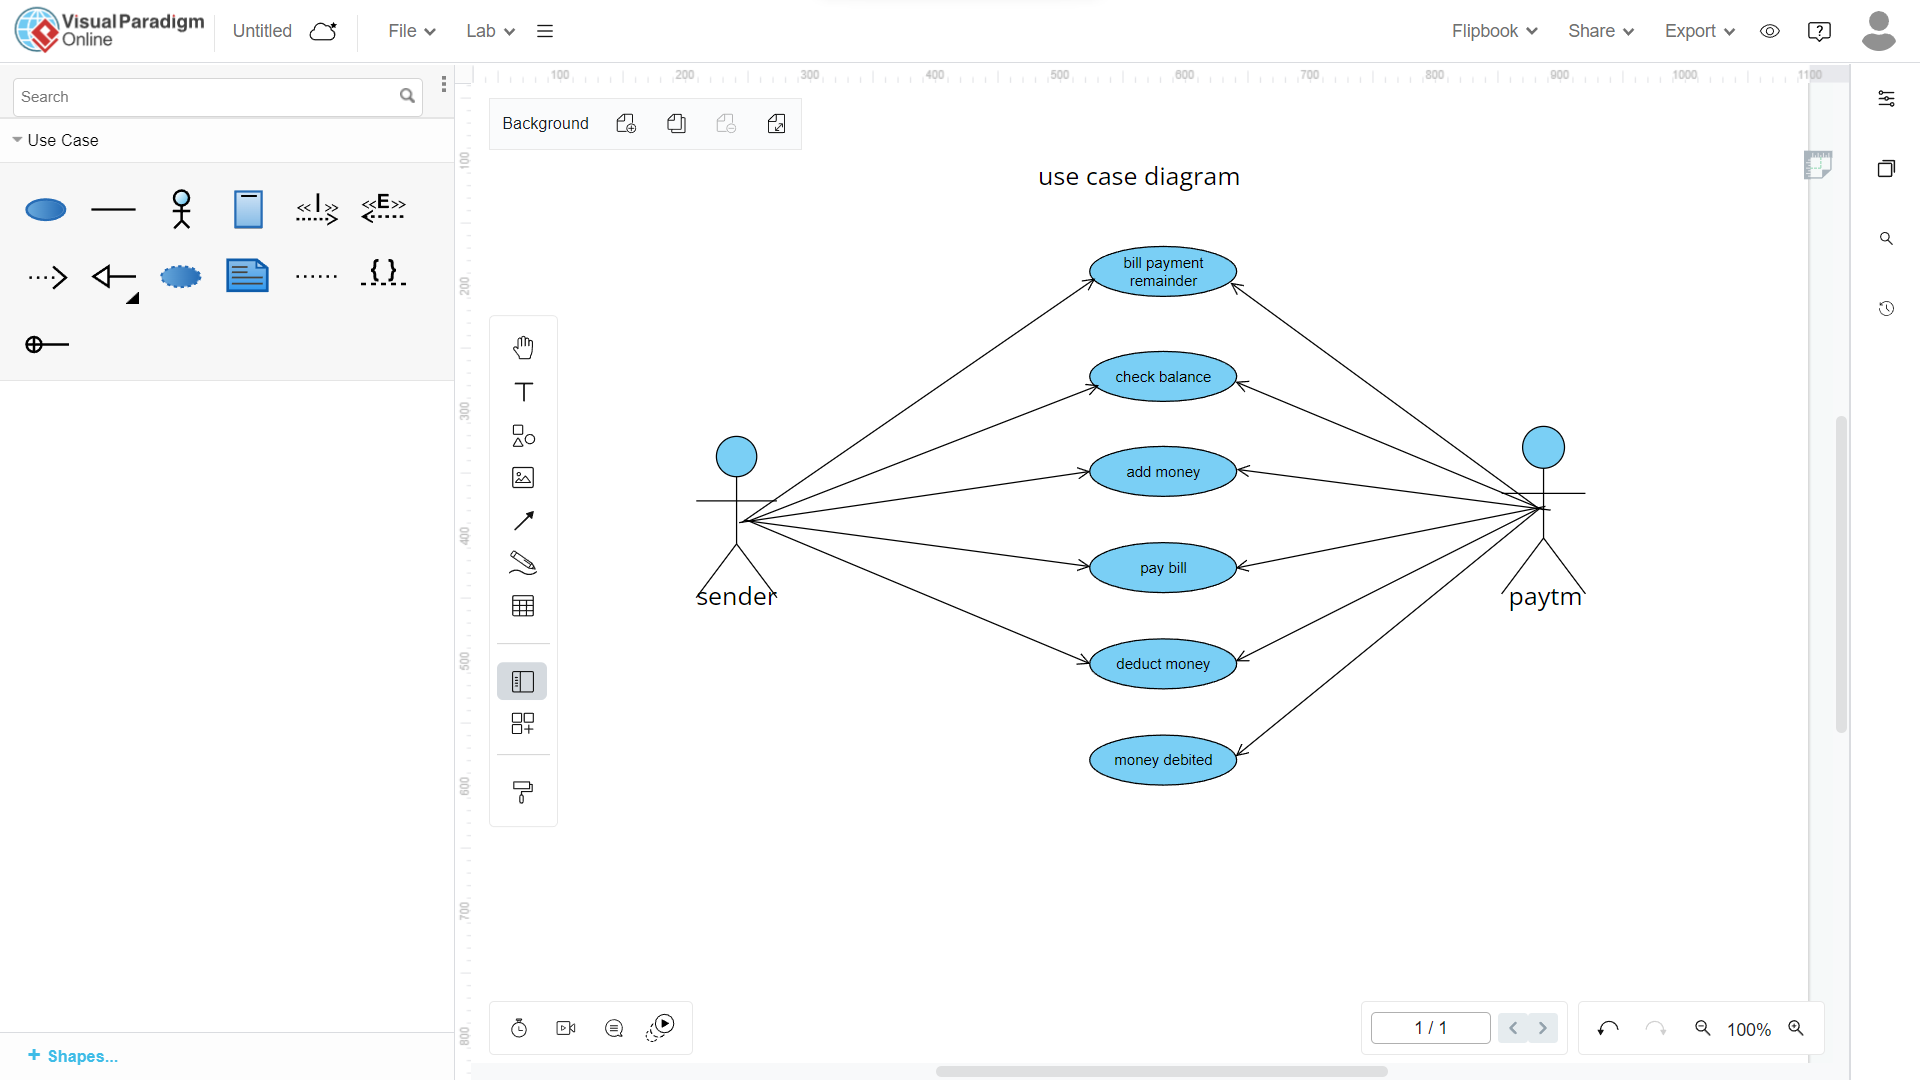 Visual Paradigm
Online
Untitled
File
Lab
Flipbook
Share
Export
?
Search
Use Case
<<I>>
<<E>>
{ }
Shapes...
100
200
300
400
500
600
700
800
900
1000
1100
100
200
300
400
500
600
700
800
Background
T
use case diagram
bill payment
remainder
check balance
add money
pay bill
deduct money
money debited
sender
paytm
1 / 1
100%